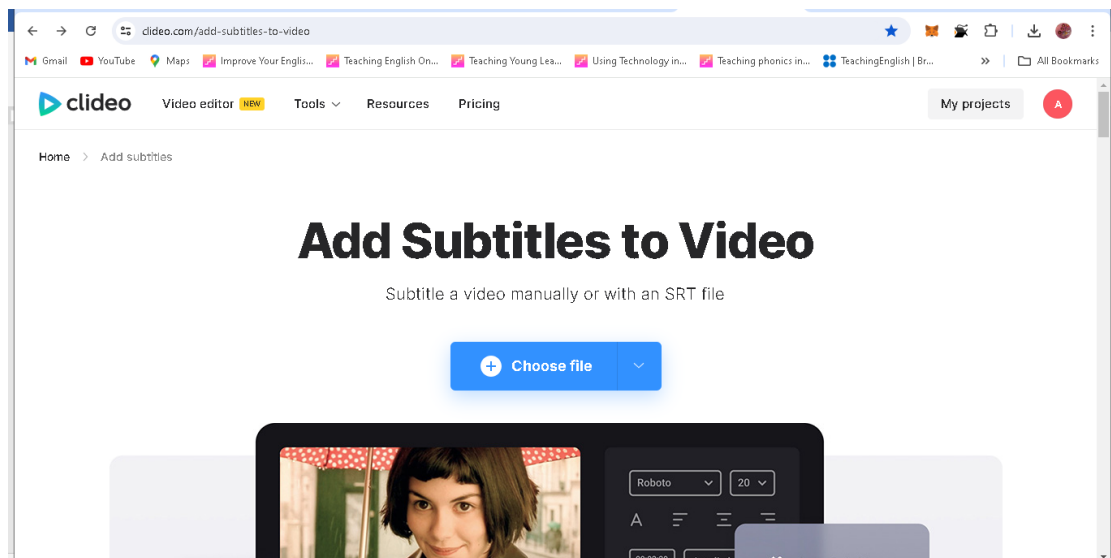 clideo.com/add-subtitles-to-video
Gmail YouTube Maps Improve Your Englis... Teaching English On... Teaching Young Lea... Using Technology in... Teaching phonics in... TeachingEnglish | Br... » All Bookmarks
clideo Video editor NEW Tools Resources Pricing My projects A
Home > Add subtitles
Add Subtitles to Video
Subtitle a video manually or with an SRT file
Choose file
Roboto 20
A